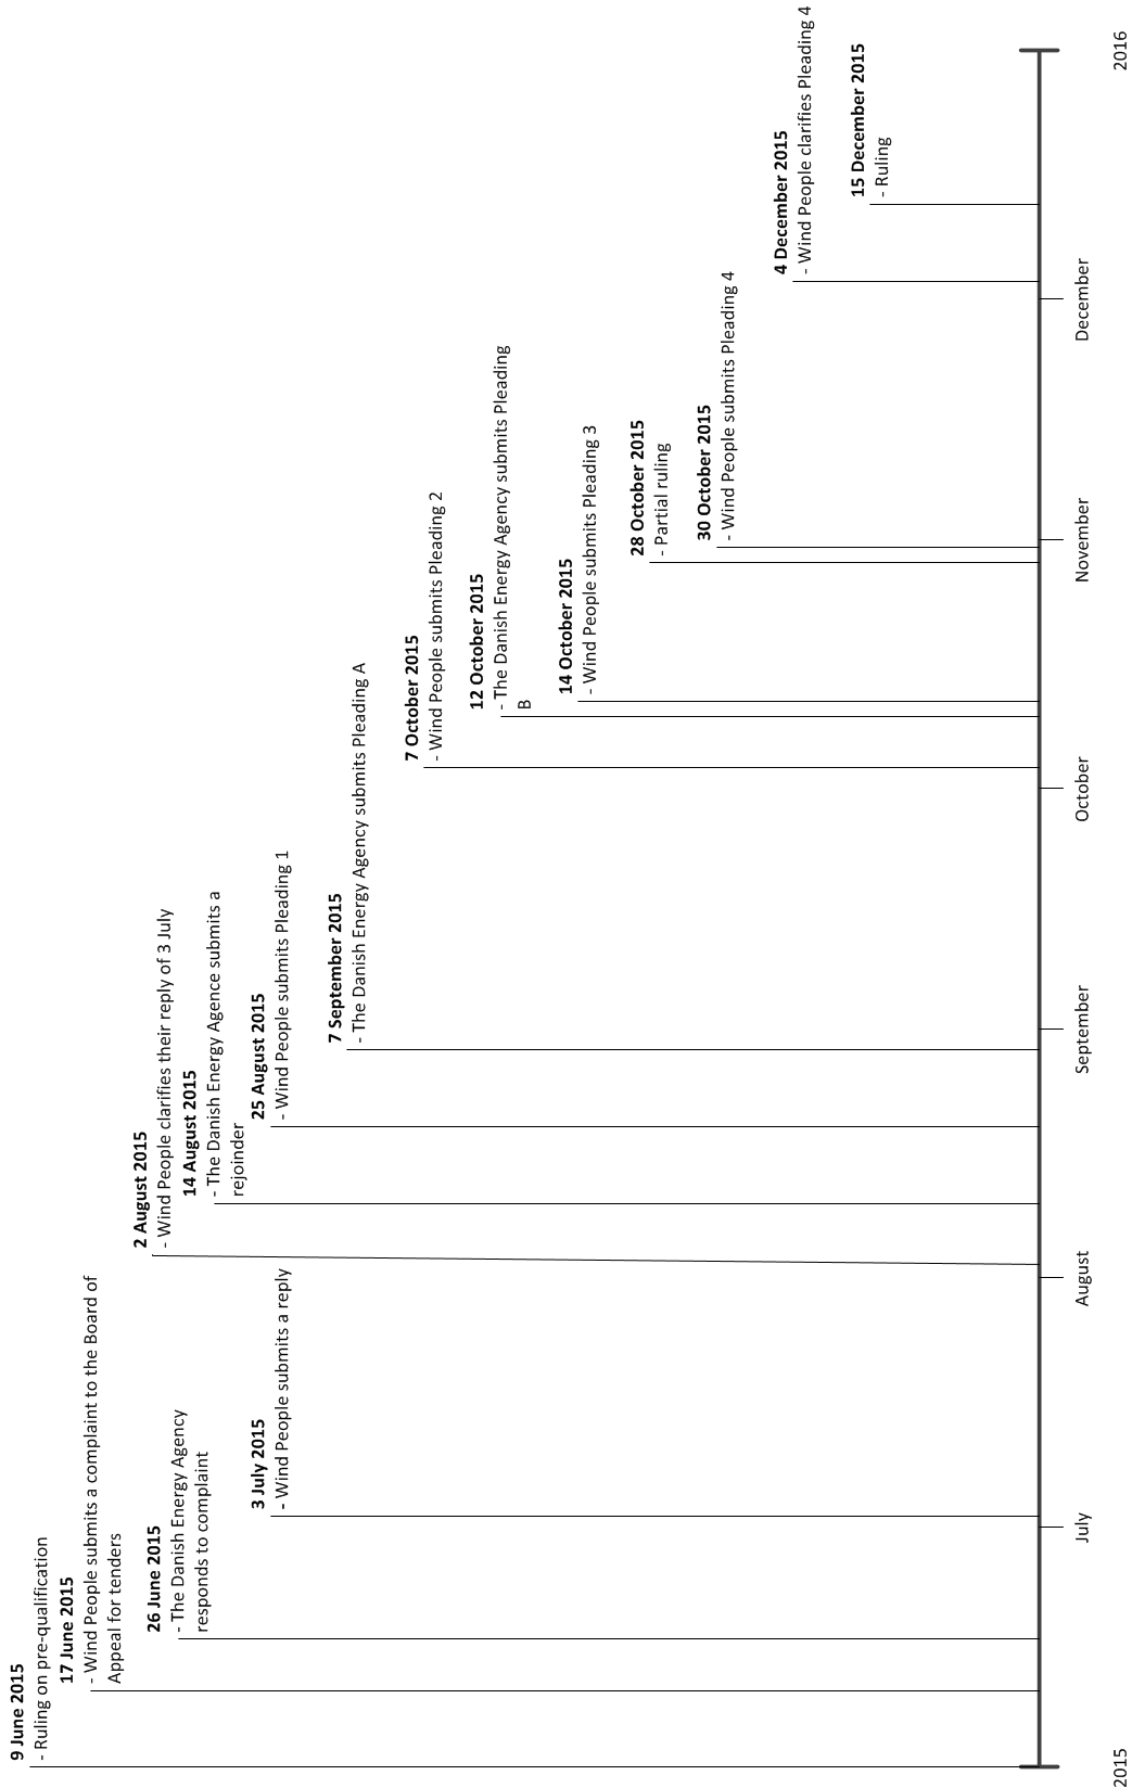 9 June 2015
- Ruling on pre-qualification
17 June 2015
- Wind People submits a complaint to the Board of
Appeal for tenders
26 June 2015
- The Danish Energy Agency
responds to complaint
3 July 2015
- Wind People submits a reply
2 August 2015
- Wind People clarifies their reply of 3 July
14 August 2015
- The Danish Energy Agence submits a
rejoinder
25 August 2015
- Wind People submits Pleading 1
7 September 2015
- The Danish Energy Agency submits Pleading A
7 October 2015
- Wind People submits Pleading 2
12 October 2015
- The Danish Energy Agency submits Pleading
B
14 October 2015
- Wind People submits Pleading 3
28 October 2015
- Partial ruling
30 October 2015
- Wind People submits Pleading 4
4 December 2015
- Wind People clarifies Pleading 4
15 December 2015
- Ruling
July
August
September
October
November
December
2015
2016